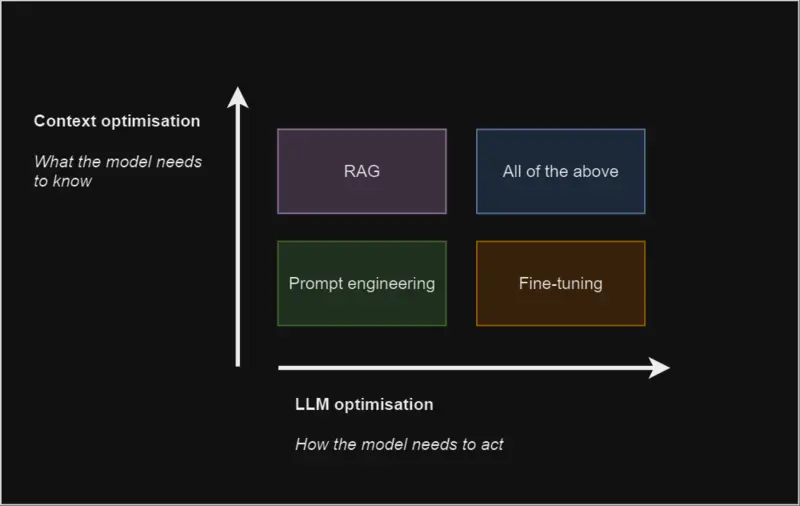 Context optimisation
What the model needs
to know
RAG
All of the above
Prompt engineering
Fine-tuning
LLM optimisation
How the model needs to act